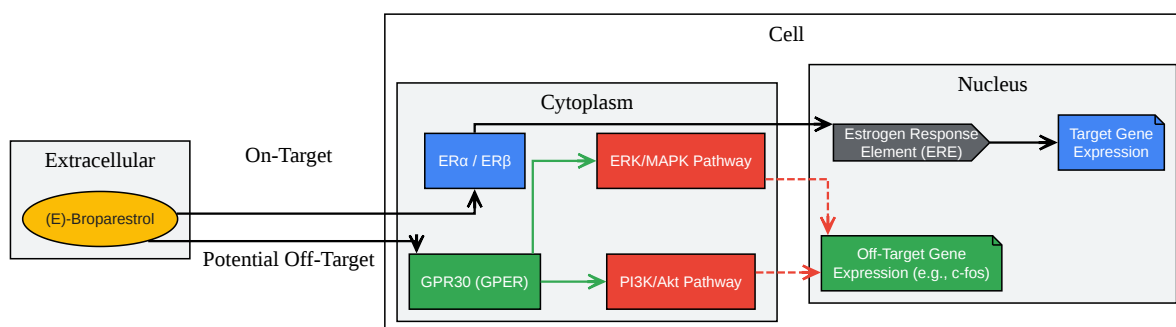 Cell
Nucleus
Cytoplasm
Extracellular
On-Target
Potential Off-Target
(E)-Broparestrol
ERα / ERβ
ERK/MAPK Pathway
Estrogen Response
Element (ERE)
Target Gene
Expression
GPR30 (GPER)
PI3K/Akt Pathway
Off-Target Gene
Expression (e.g., c-fos)